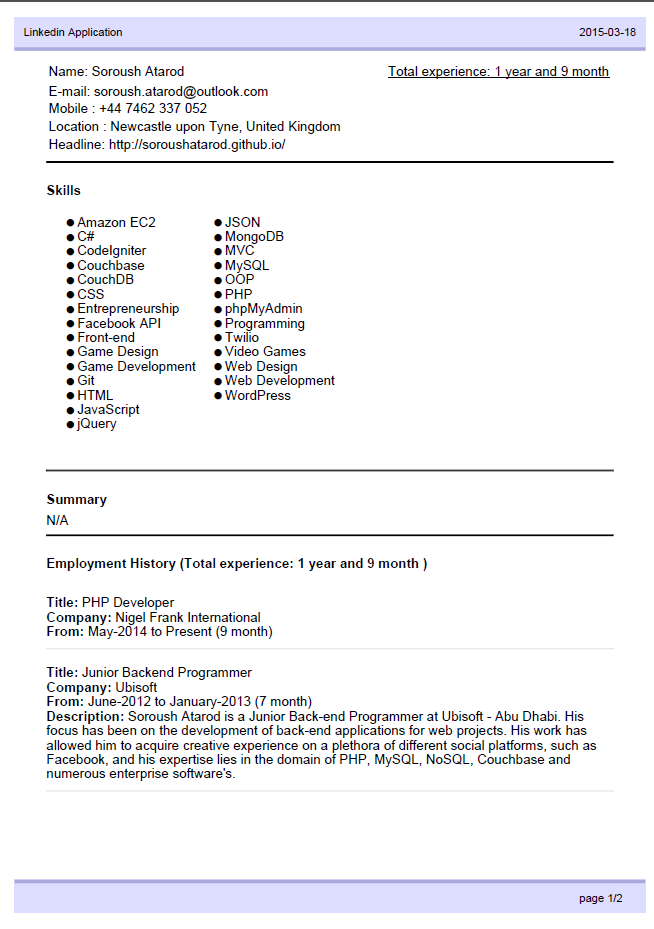 Linkedin Application 2015-03-18
Name: Soroush Atarod Total experience: 1 year and 9 month
E-mail: soroush.atarod@outlook.com
Mobile : +44 7462 337 052
Location : Newcastle upon Tyne, United Kingdom
Headline: http://soroushatarod.github.io/
Skills
● Amazon EC2
● C#
● CodeIgniter
● Couchbase
● CouchDB
● CSS
● Entrepreneurship
● Facebook API
● Front-end
● Game Design
● Game Development
● Git
● HTML
● JavaScript
● jQuery
● JSON
● MongoDB
● MVC
● MySQL
● OOP
● PHP
● phpMyAdmin
● Programming
● Twilio
● Video Games
● Web Design
● Web Development
● WordPress
Summary
N/A
Employment History (Total experience: 1 year and 9 month )
Title: PHP Developer
Company: Nigel Frank International
From: May-2014 to Present (9 month)
Title: Junior Backend Programmer
Company: Ubisoft
From: June-2012 to January-2013 (7 month)
Description: Soroush Atarod is a Junior Back-end Programmer at Ubisoft - Abu Dhabi. His
focus has been on the development of back-end applications for web projects. His work has
allowed him to acquire creative experience on a plethora of different social platforms, such as
Facebook, and his expertise lies in the domain of PHP, MySQL, NoSQL, Couchbase and
numerous enterprise software's.
page 1/2